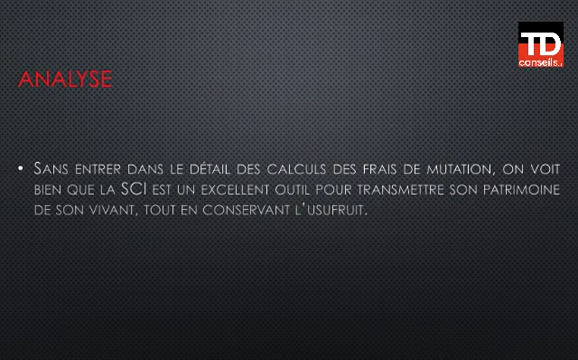 TD
conseils.
ANALYSE
• SANS ENTRER DANS LE DÉTAIL DES CALCULS DES FRAIS DE MUTATION, ON VOIT
BIEN QUE LA SCI EST UN EXCELLENT OUTIL POUR TRANSMETTRE SON PATRIMOINE
DE SON VIVANT, TOUT EN CONSERVANT L'USUFRUIT.